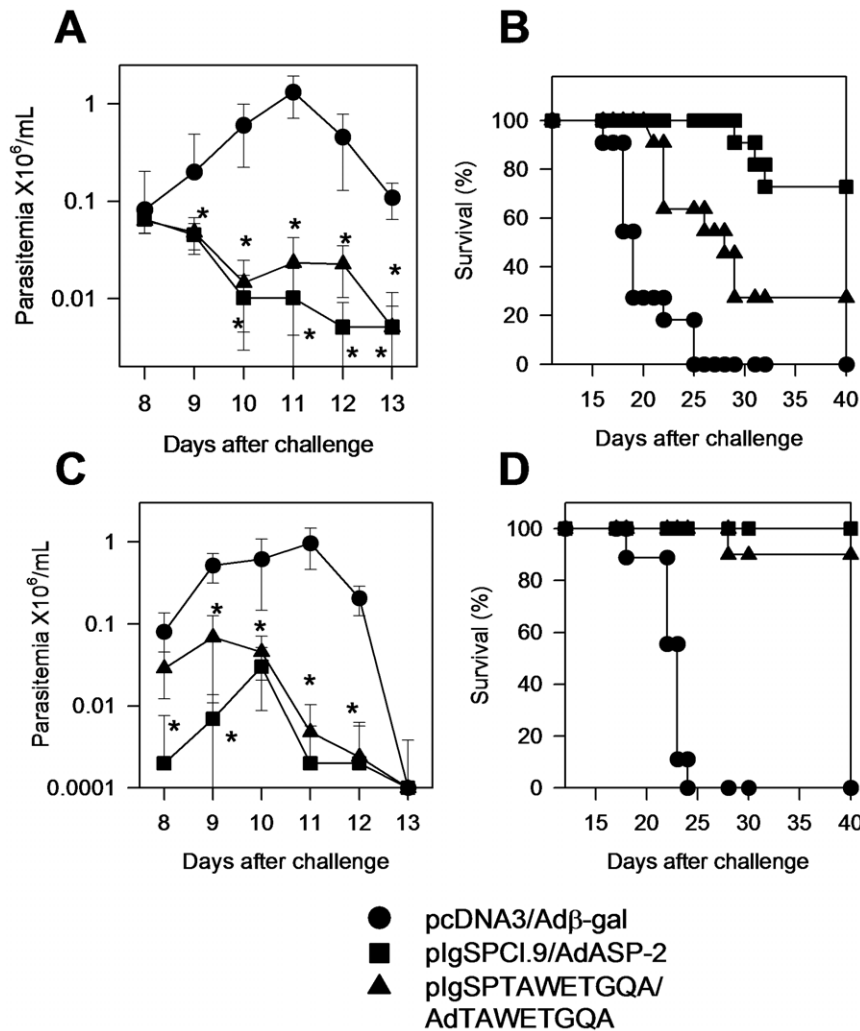 A
B
Parasitemia X10⁶/mL
1
0.1
0.01
* * * * *
* * * *
8 9 10 11 12 13
Days after challenge
Survival (%)
100
80
60
40
20
0
15 20 25 30 35 40
Days after challenge
C
D
Parasitemia X10⁶/mL
1
0.1
0.01
0.0001
* * * *
* *
8 9 10 11 12 13
Days after challenge
Survival (%)
100
80
60
40
20
0
15 20 25 30 35 40
Days after challenge
pcDNA3/Adβ-gal
pIgSPCl.9/AdASP-2
pIgSPTAWETGQA/
AdTAWETGQA